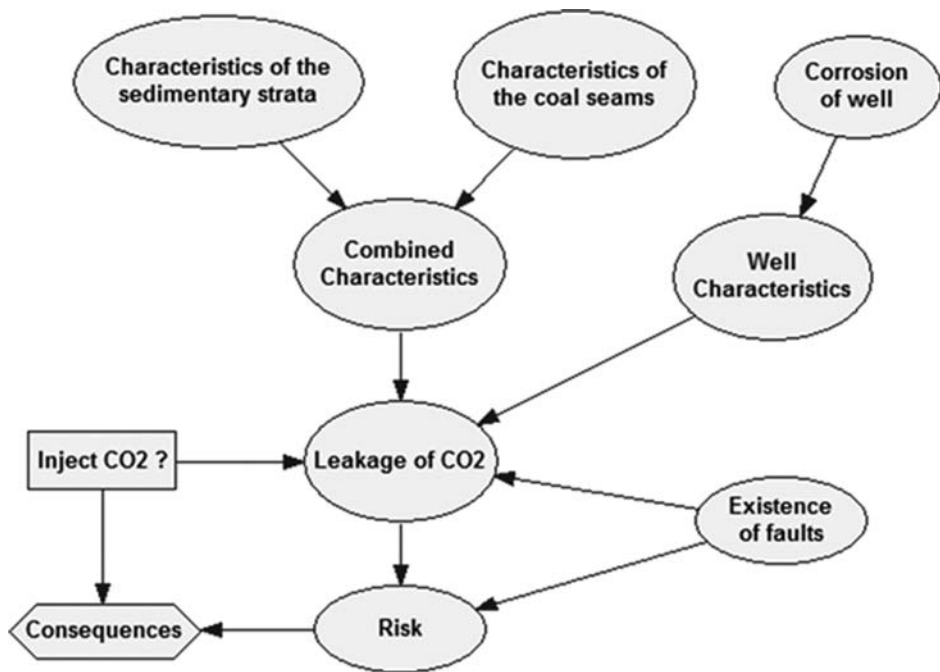 Characteristics of the
sedimentary strata
Characteristics of
the coal seams
Corrosion
of well
Combined
Characteristics
Well
Characteristics
Inject CO2 ?
Leakage of CO2
Existence
of faults
Consequences
Risk